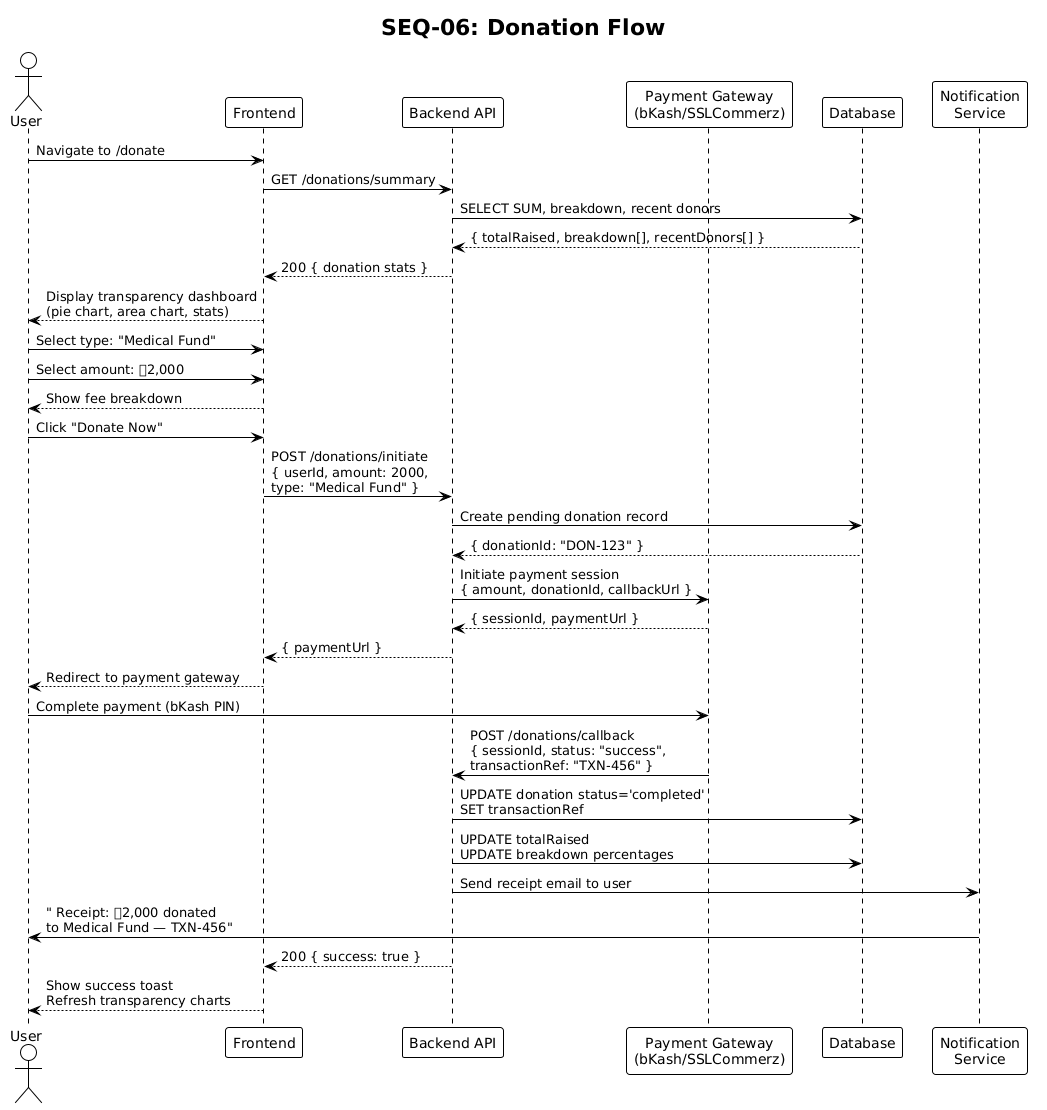 SEQ-06: Donation Flow
User
Frontend
Backend API
Payment Gateway
(bKash/SSLCommerz)
Database
Notification
Service
Navigate to /donate
GET /donations/summary
SELECT SUM, breakdown, recent donors
{ totalRaised, breakdown[], recentDonors[] }
200 { donation stats }
Display transparency dashboard
(pie chart, area chart, stats)
Select type: "Medical Fund"
Select amount: 2,000
Show fee breakdown
Click "Donate Now"
POST /donations/initiate
{ userId, amount: 2000,
type: "Medical Fund" }
Create pending donation record
{ donationId: "DON-123" }
Initiate payment session
{ amount, donationId, callbackUrl }
{ sessionId, paymentUrl }
{ paymentUrl }
Redirect to payment gateway
Complete payment (bKash PIN)
POST /donations/callback
{ sessionId, status: "success",
transactionRef: "TXN-456" }
UPDATE donation status='completed'
SET transactionRef
UPDATE totalRaised
UPDATE breakdown percentages
Send receipt email to user
" Receipt: 2,000 donated
to Medical Fund — TXN-456"
200 { success: true }
Show success toast
Refresh transparency charts
User
Frontend
Backend API
Payment Gateway
(bKash/SSLCommerz)
Database
Notification
Service